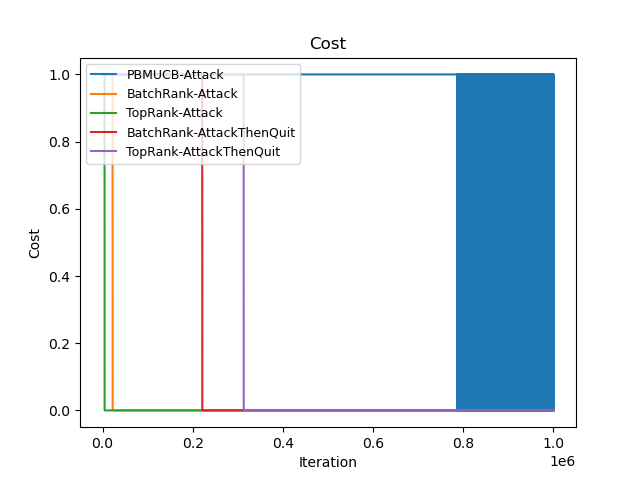 Cost
1.0
0.8
0.6
0.4
0.2
0.0
Cost
PBMUCB-Attack
BatchRank-Attack
TopRank-Attack
BatchRank-AttackThenQuit
TopRank-AttackThenQuit
0.0 0.2 0.4 0.6 0.8 1.0
Iteration
1e6